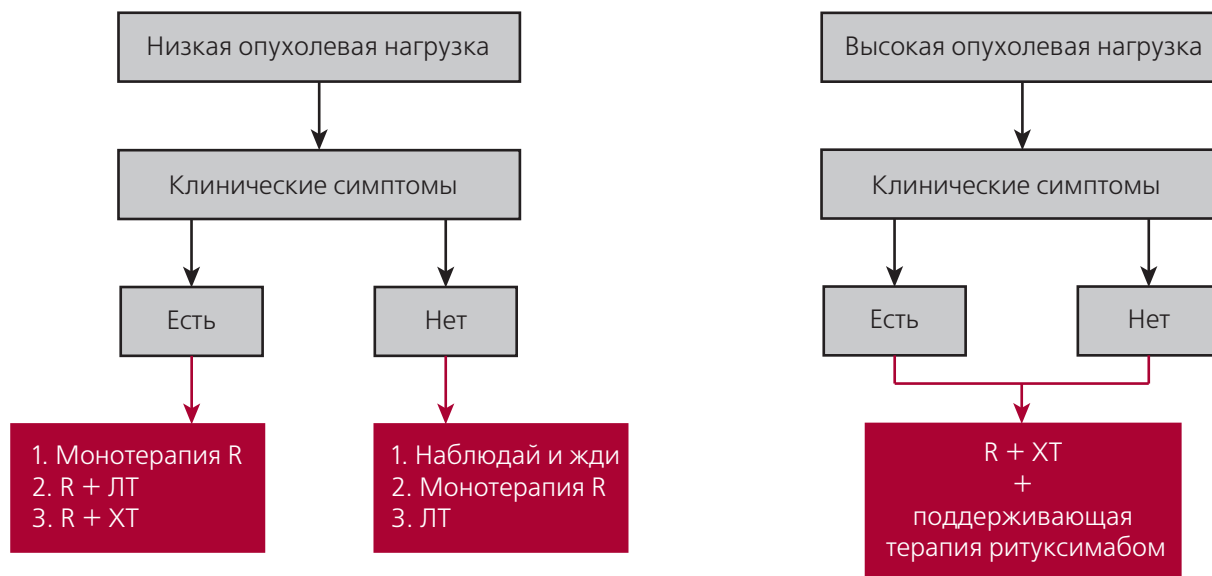 Низкая опухолевая нагрузка
Клинические симптомы
Есть
Нет
1. Монотерапия R
2. R + ЛТ
3. R + ХТ
1. Наблюдай и жди
2. Монотерапия R
3. ЛТ
Высокая опухолевая нагрузка
Клинические симптомы
Есть
Нет
R + ХТ
+
поддерживающая
терапия ритуксимабом